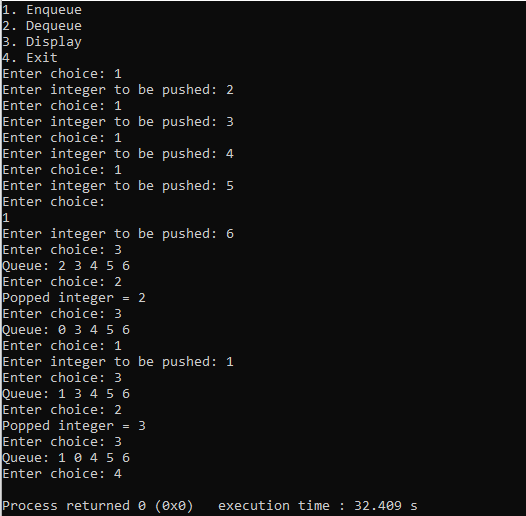 1. Enqueue
2. Dequeue
3. Display
4. Exit
Enter choice: 1
Enter integer to be pushed: 2
Enter choice: 1
Enter integer to be pushed: 3
Enter choice: 1
Enter integer to be pushed: 4
Enter choice: 1
Enter integer to be pushed: 5
Enter choice:
1
Enter integer to be pushed: 6
Enter choice: 3
Queue: 2 3 4 5 6
Enter choice: 2
Popped integer = 2
Enter choice: 3
Queue: 0 3 4 5 6
Enter choice: 1
Enter integer to be pushed: 1
Enter choice: 3
Queue: 1 3 4 5 6
Enter choice: 2
Popped integer = 3
Enter choice: 3
Queue: 1 0 4 5 6
Enter choice: 4
Process returned 0 (0x0)   execution time : 32.409 s